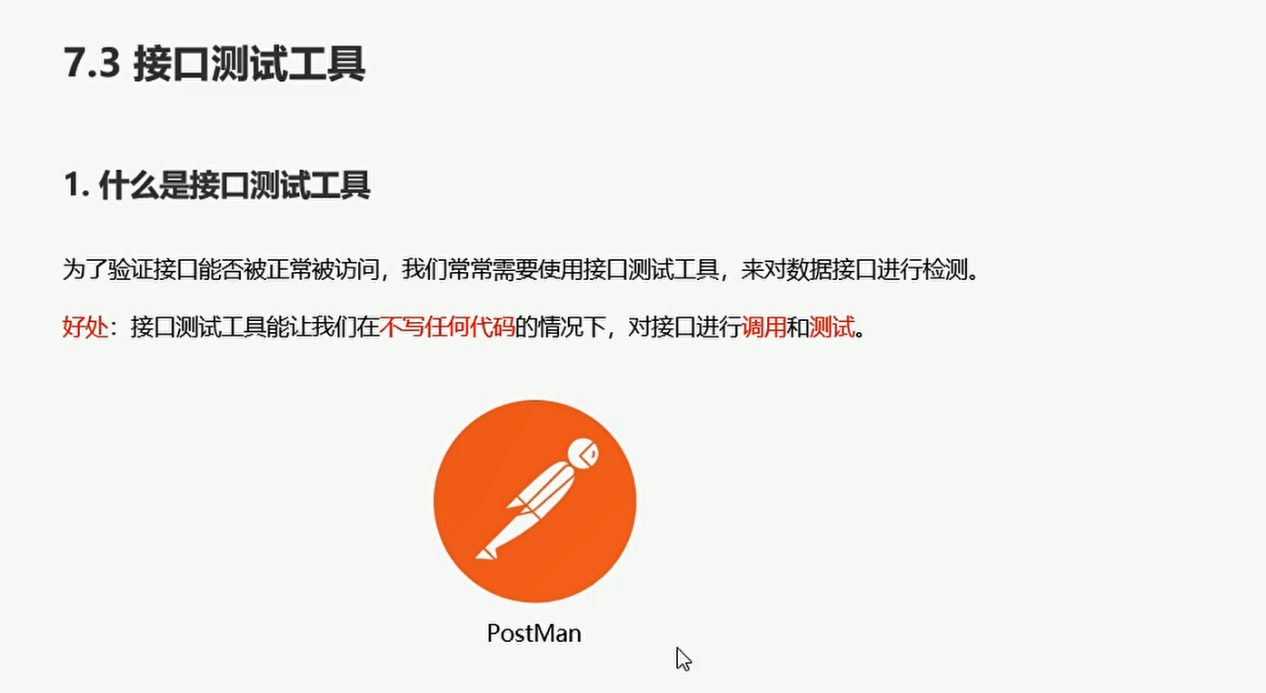 7.3 接口测试工具
1. 什么是接口测试工具
为了验证接口能否被正常被访问，我们常常需要使用接口测试工具，来对数据接口进行检测。
好处：接口测试工具能让我们在不写任何代码的情况下，对接口进行调用和测试。
PostMan